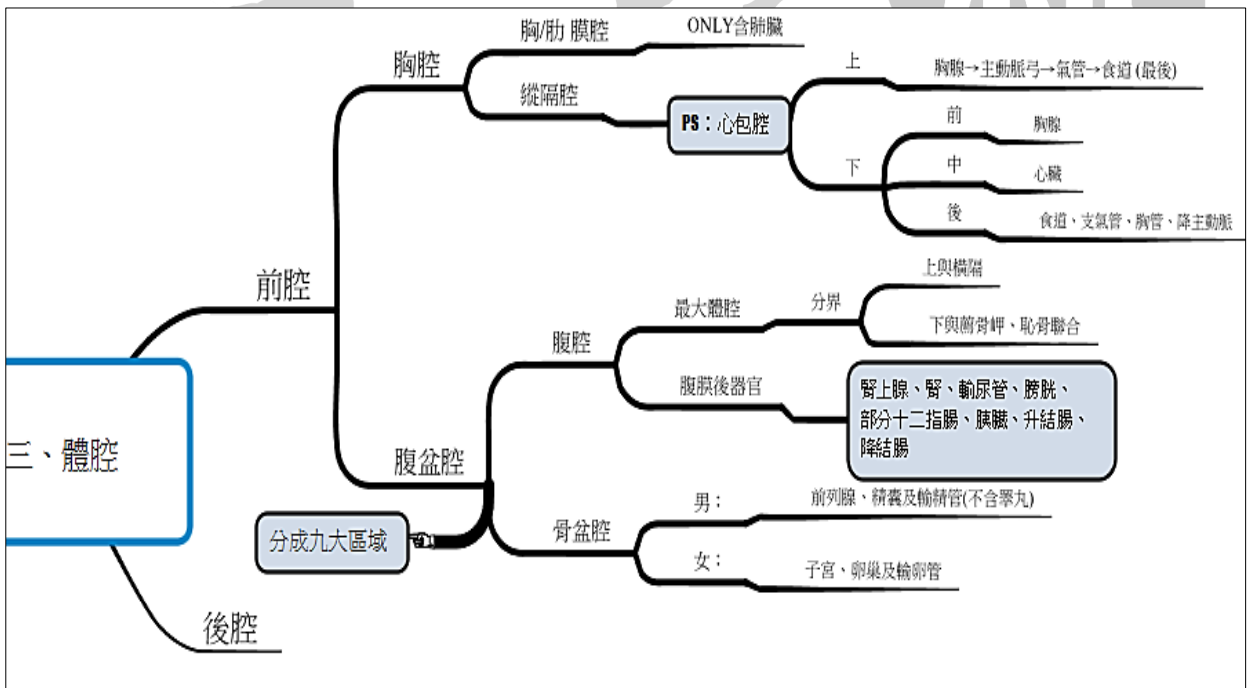 三、體腔
前腔
胸腔
胸/肋 膜腔
ONLY含肺臟
縱隔腔
PS：心包腔
上
胸腺→主動脈弓→氣管→食道 (最後)
下
前
胸腺
中
心臟
後
食道、支氣管、胸管、降主動脈
腹盆腔
分成九大區域
腹腔
最大體腔
分界
上與橫隔
下與薦骨岬、恥骨聯合
腹膜後器官
腎上腺、腎、輸尿管、膀胱、
部分十二指腸、胰臟、升結腸、
降結腸
骨盆腔
男：
前列腺、精囊及輸精管(不含睪丸)
女：
子宮、卵巢及輸卵管
後腔